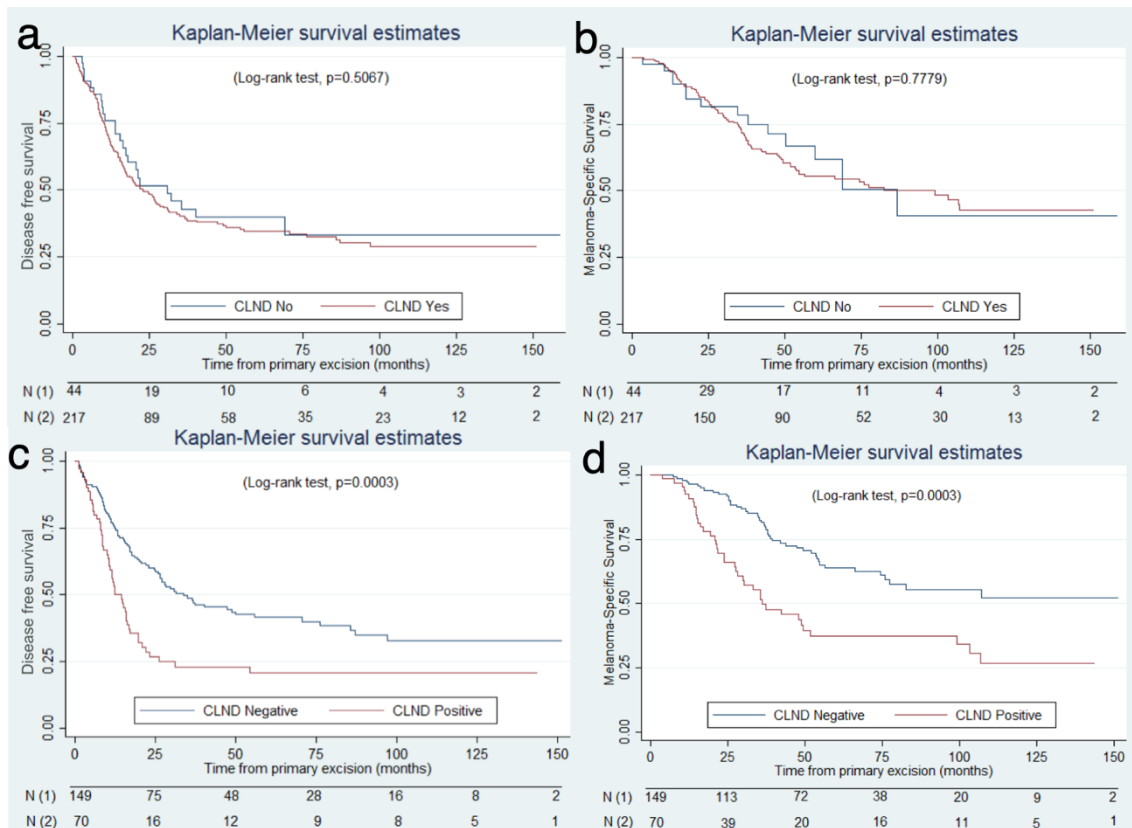 a
Kaplan-Meier survival estimates
(Log-rank test, p=0.5067)
Disease free survival
1.00
0.75
0.50
0.25
0.00
CLND No CLND Yes
0 25 50 75 100 125 150
Time from primary excision (months)
N (1) 44 19 10 6 4 3 2
N (2) 217 89 58 35 23 12 2
b
Kaplan-Meier survival estimates
(Log-rank test, p=0.7779)
Melanoma-Specific Survival
1.00
0.75
0.50
0.25
0.00
CLND No CLND Yes
0 25 50 75 100 125 150
Time from primary excision (months)
N (1) 44 29 17 11 4 3 2
N (2) 217 150 90 52 30 13 2
c
Kaplan-Meier survival estimates
(Log-rank test, p=0.0003)
Disease free survival
1.00
0.75
0.50
0.25
0.00
CLND Negative CLND Positive
0 25 50 75 100 125 150
Time from primary excision (months)
N (1) 149 75 48 28 16 8 2
N (2) 70 16 12 9 8 5 1
d
Kaplan-Meier survival estimates
(Log-rank test, p=0.0003)
Melanoma-Specific Survival
1.00
0.75
0.50
0.25
0.00
CLND Negative CLND Positive
0 25 50 75 100 125 150
Time from primary excision (months)
N (1) 149 113 72 38 20 9 2
N (2) 70 39 20 16 11 5 1